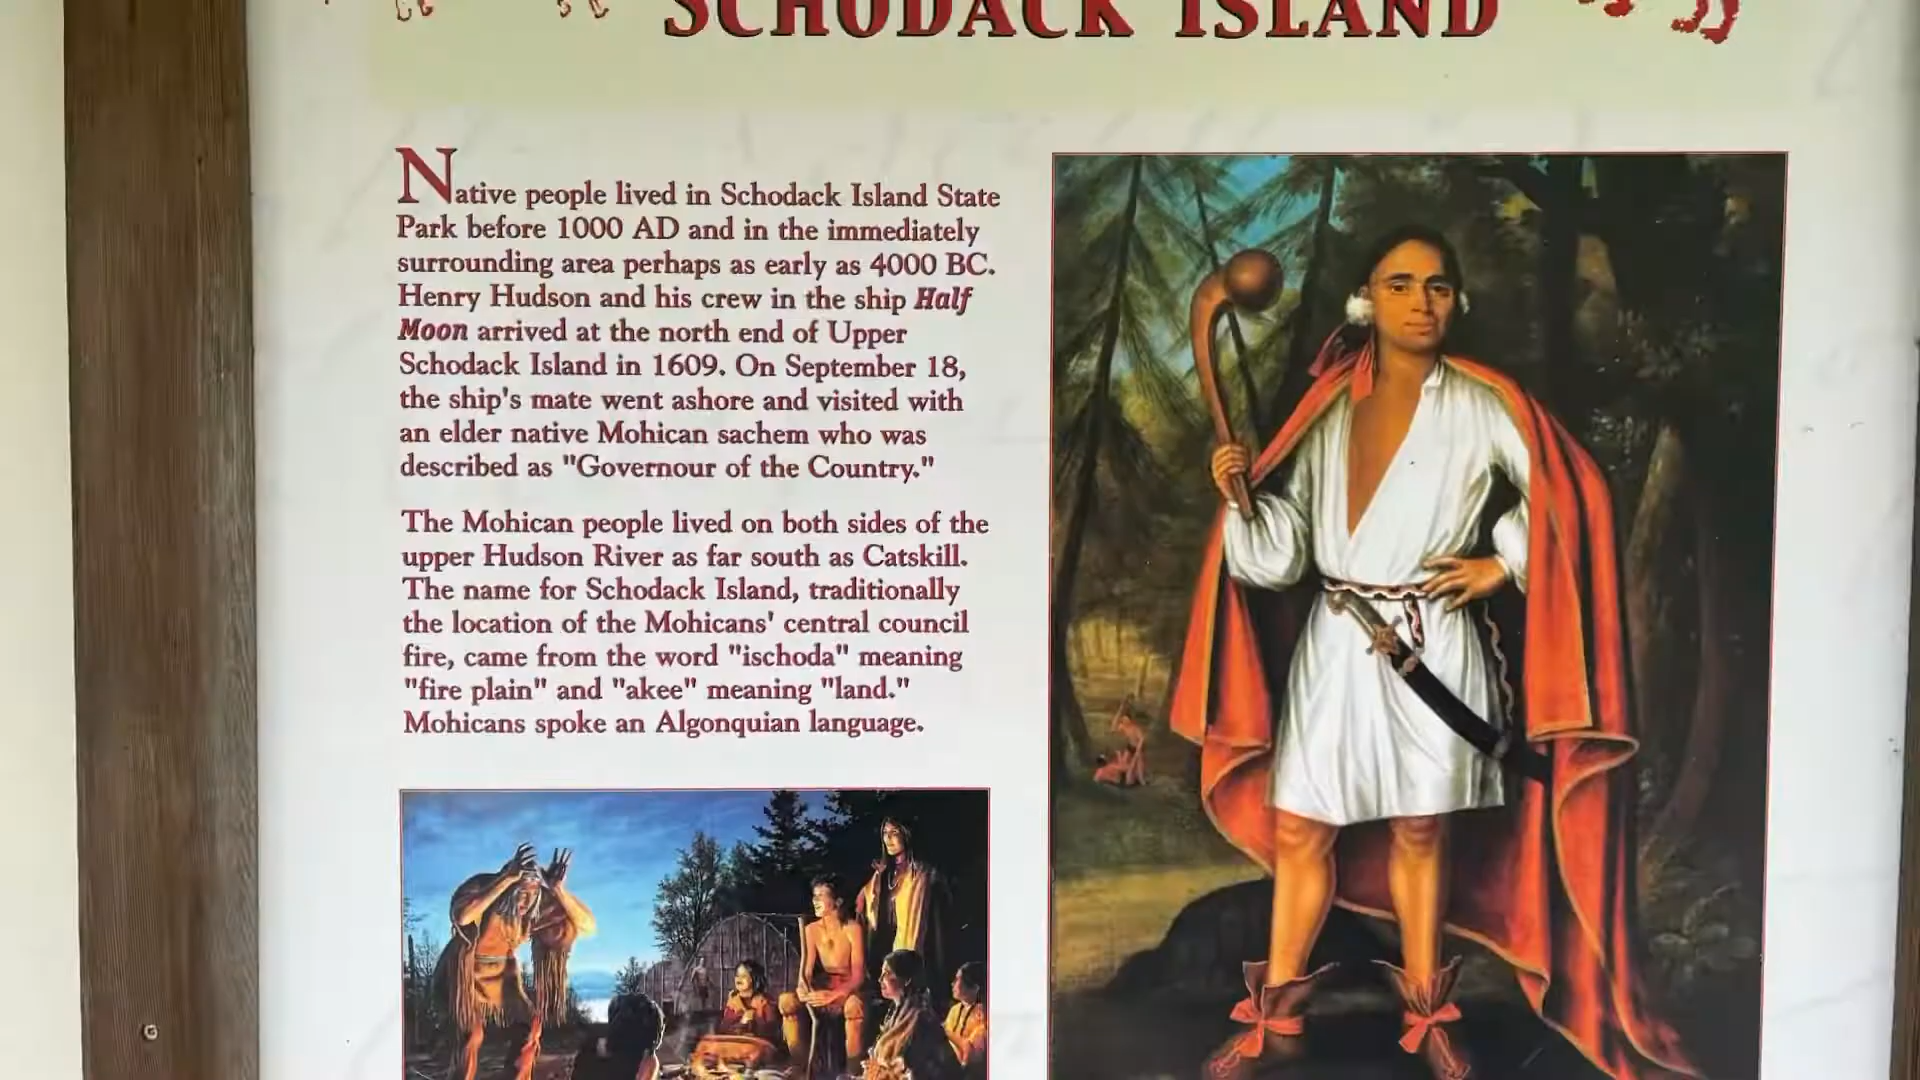 SCHODACK ISLAND
Native people lived in Schodack Island State
Park before 1000 AD and in the immediately
surrounding area perhaps as early as 4000 BC.
Henry Hudson and his crew in the ship Half
Moon arrived at the north end of Upper
Schodack Island in 1609. On September 18,
the ship's mate went ashore and visited with
an elder native Mohican sachem who was
described as "Governour of the Country."
The Mohican people lived on both sides of the
upper Hudson River as far south as Catskill.
The name for Schodack Island, traditionally
the location of the Mohicans' central council
fire, came from the word "ischoda" meaning
"fire plain" and "akee" meaning "land."
Mohicans spoke an Algonquian language.